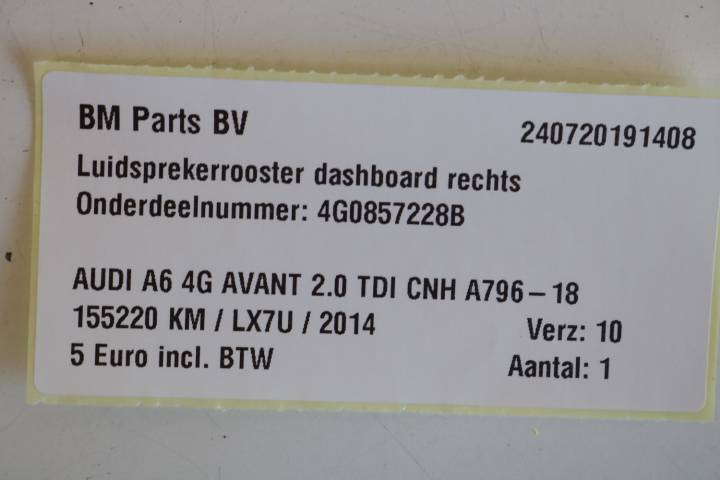 BM Parts BV 240720191408
Luidsprekerrooster dashboard rechts
Onderdeelnummer: 4G0857228B
AUDI A6 4G AVANT 2.0 TDI CNH A796-18
155220 KM / LX7U / 2014 Verz: 10
5 Euro incl. BTW Aantal: 1